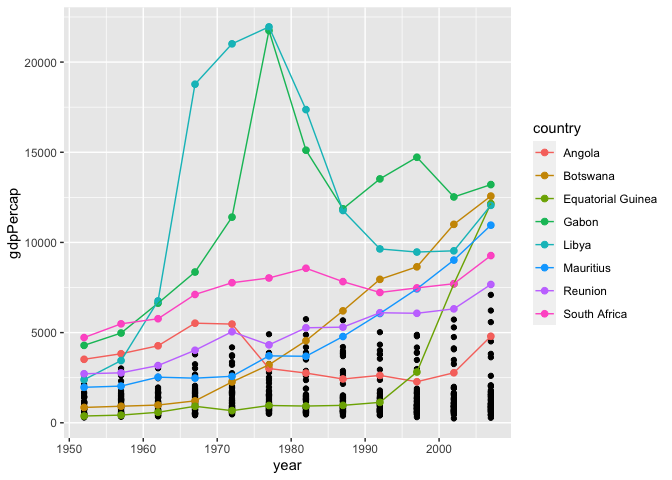 20000
15000
10000
5000
0
gdpPercap
1950 1960 1970 1980 1990 2000
year
country
Angola
Botswana
Equatorial Guinea
Gabon
Libya
Mauritius
Reunion
South Africa